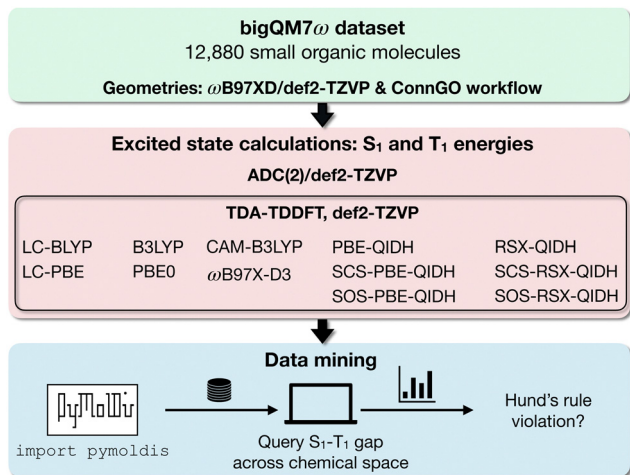 bigQM7ω dataset
12,880 small organic molecules
Geometries: ωB97XD/def2-TZVP & ConnGO workflow
Excited state calculations: S₁ and T₁ energies
ADC(2)/def2-TZVP
TDA-TDDFT, def2-TZVP
LC-BLYP B3LYP CAM-B3LYP PBE-QIDH RSX-QIDH
LC-PBE PBE0 ωB97X-D3 SCS-PBE-QIDH SCS-RSX-QIDH
SOS-PBE-QIDH SOS-RSX-QIDH
Data mining
PyMolDis
import pymoldis
Query S₁-T₁ gap
across chemical space
Hund's rule
violation?